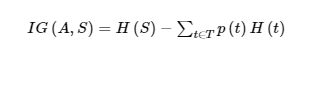 IG (A, S) = H (S) − ∑_{t∈T} p (t) H (t)